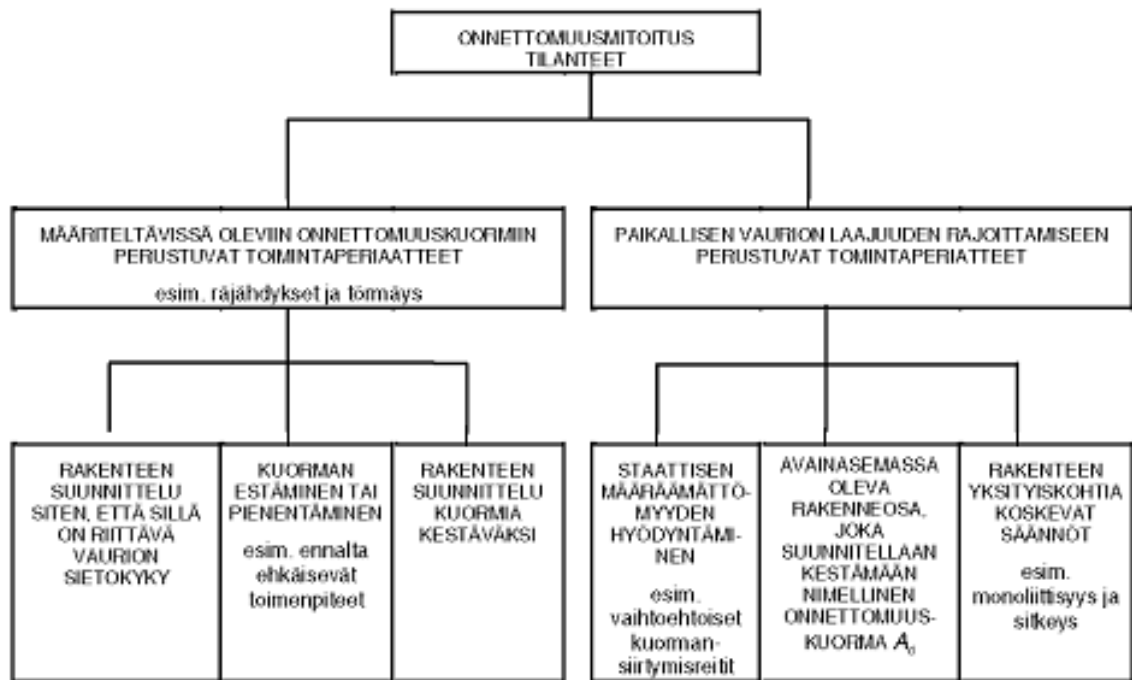 ONNETTOMUUSMITOITUS
TILANTEET
MÄÄRITELTÄVISSÄ OLEVIIN ONNETTOMUUSKUORMIIN
PERUSTUVAT TOIMINTAPERIAATTEET
esim. räjähdykset ja törmäys
PAIKALLISEN VAURION LAAJUUDEN RAJOITTAMISEEN
PERUSTUVAT TOMINTAPERIATTEET
RAKENTEEN
SUUNNITTELU
SITEN, ETTÄ SILLÄ
ON RIITTÄVÄ
VAURION
SIETOKYKY
KUORMAN
ESTÄMINEN TAI
PIENENTÄMINEN
esim. ennalta
ehkäisevät
toimenpiteet
RAKENTEEN
SUUNNITTELU
KUORMIA
KESTÄVÄKSI
STAATTISEN
MÄÄRÄÄMÄTTÖ-
MYYDEN
HYÖDYNTÄMI-
NEN
esim.
vaihtoehtoiset
kuorman-
siirtymisreitit
AVAINASEMASSA
OLEVA
RAKENNEOSA,
JOKA
SUUNNITELLAAN
KESTÄMÄÄN
NIMELLINEN
ONNETTOMUUS-
KUORMA A_d
RAKENTEEN
YKSITYISKOHTIA
KOSKEVAT
SÄÄNNÖT
esim.
monoliittisyys ja
sitkeys